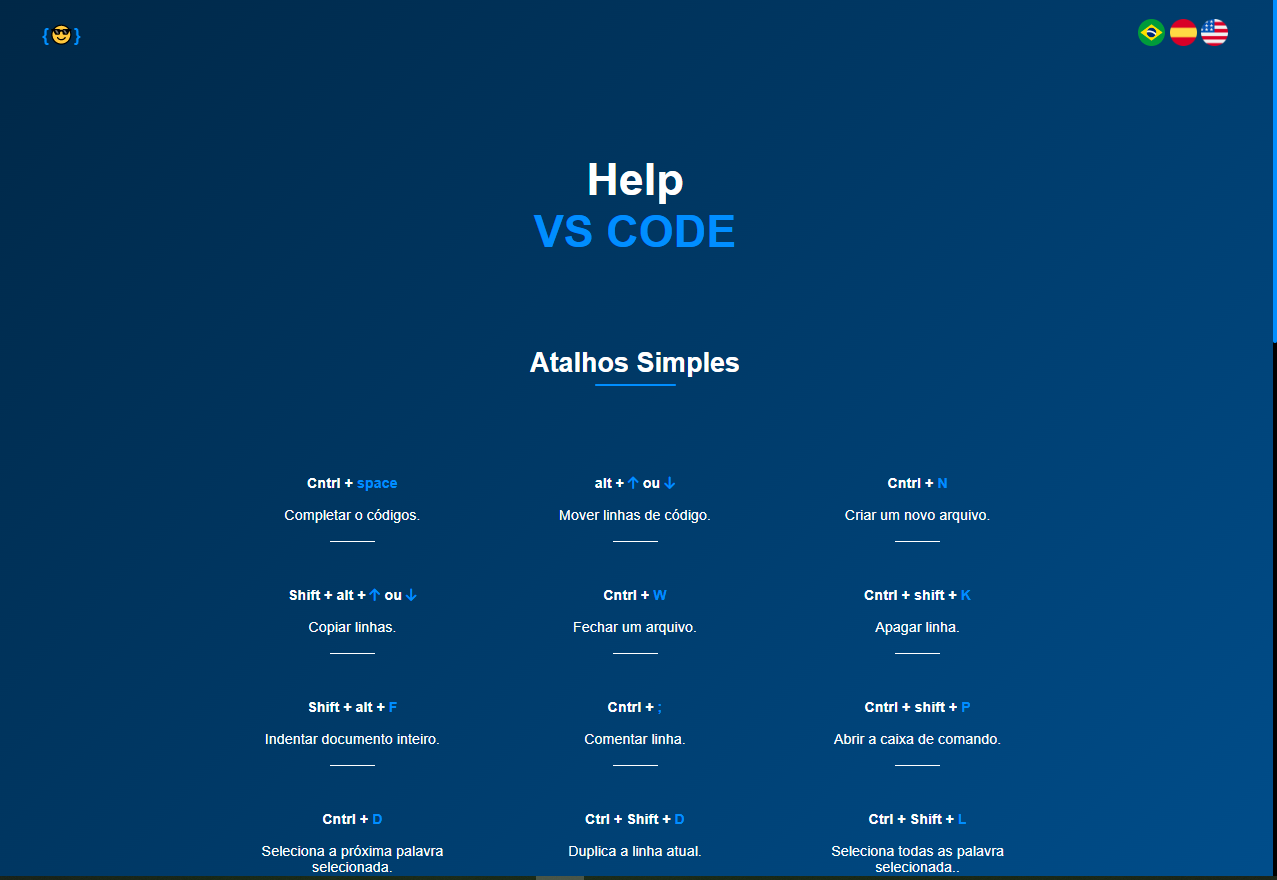 {😎}
Help
VS CODE
Atalhos Simples
Cntrl + space
Completar o códigos.
alt + ↑ ou ↓
Mover linhas de código.
Cntrl + N
Criar um novo arquivo.
Shift + alt + ↑ ou ↓
Copiar linhas.
Cntrl + W
Fechar um arquivo.
Cntrl + shift + K
Apagar linha.
Shift + alt + F
Indentar documento inteiro.
Cntrl + ;
Comentar linha.
Cntrl + shift + P
Abrir a caixa de comando.
Cntrl + D
Seleciona a próxima palavra
selecionada.
Ctrl + Shift + D
Duplica a linha atual.
Ctrl + Shift + L
Seleciona todas as palavra
selecionada..